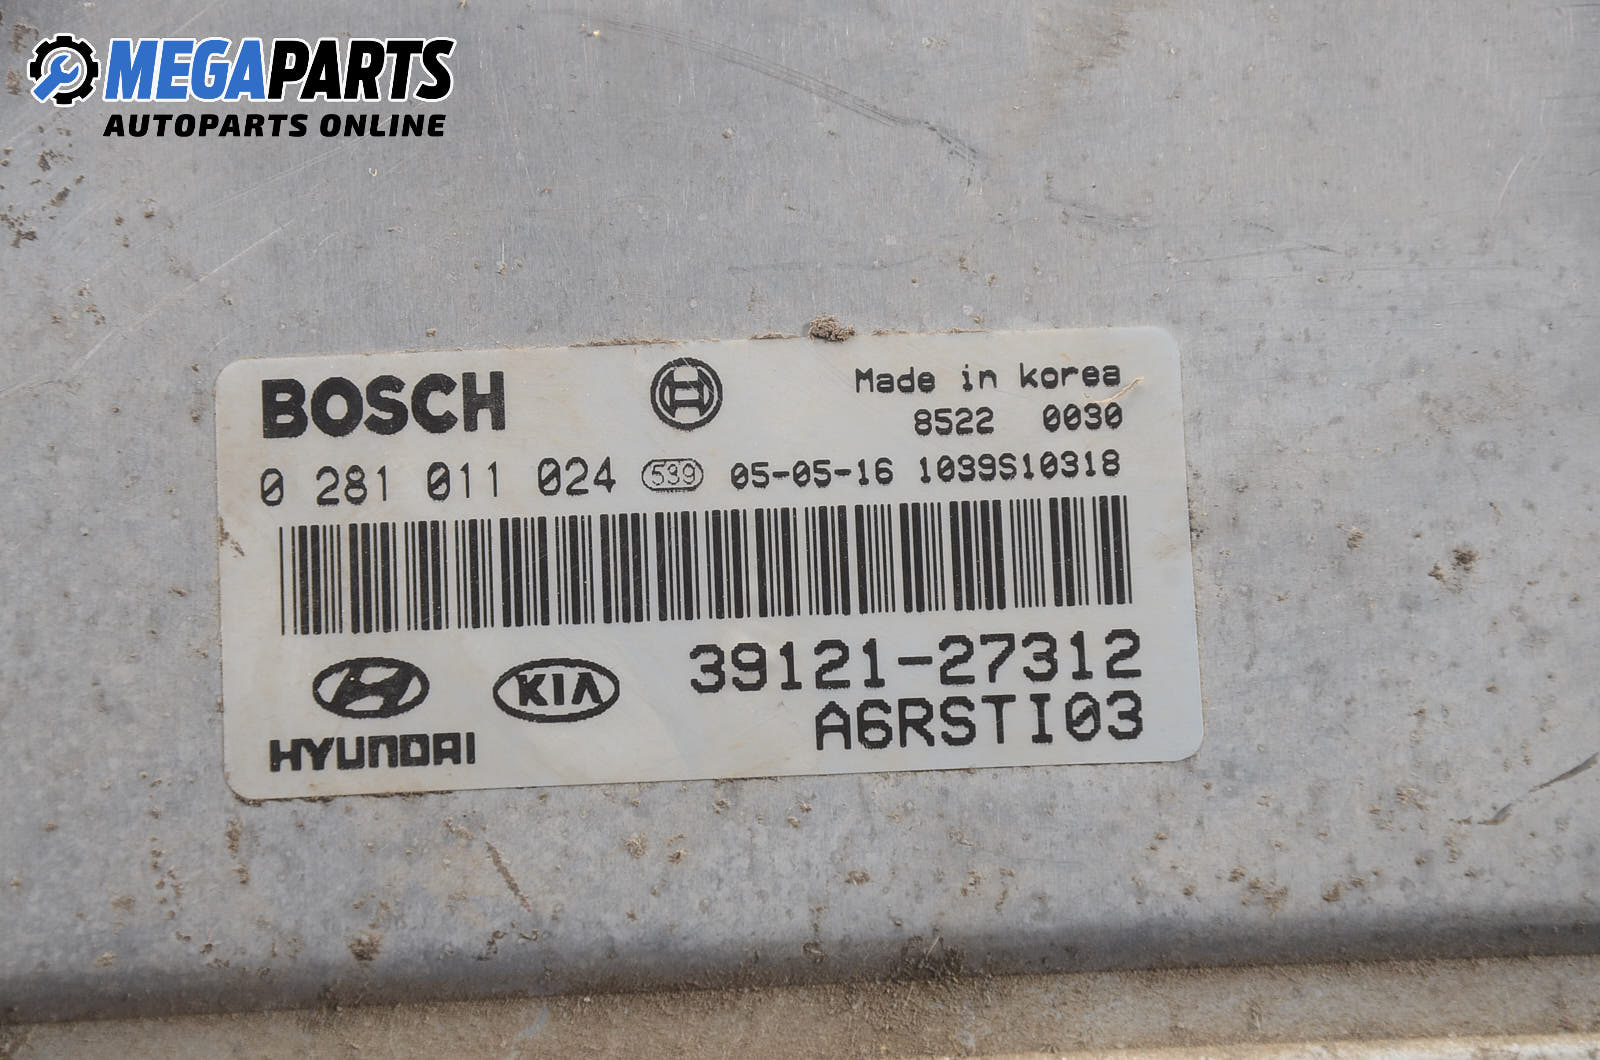 MEGAPARTS
AUTOPARTS ONLINE
BOSCH
Made in korea
8522 0030
0 281 011 024 539 05-05-16 1039S10318
39121-27312
KIA
A6RSTI03
HYUNDAI